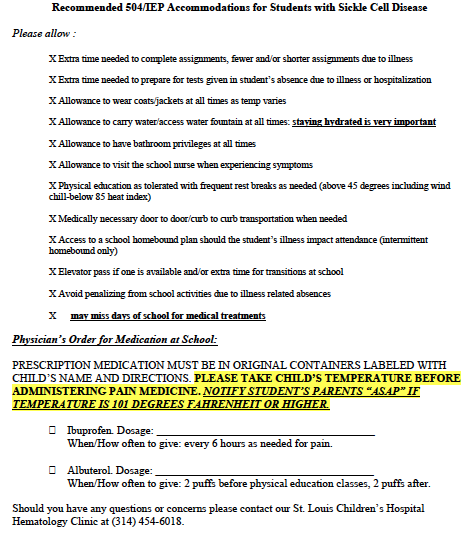 Recommended 504/IEP Accommodations for Students with Sickle Cell Disease
Please allow :
X Extra time needed to complete assignments, fewer and/or shorter assignments due to illness
X Extra time needed to prepare for tests given in student's absence due to illness or hospitalization
X Allowance to wear coats/jackets at all times as temp varies
X Allowance to carry water/access water fountain at all times: staying hydrated is very important
X Allowance to have bathroom privileges at all times
X Allowance to visit the school nurse when experiencing symptoms
X Physical education as tolerated with frequent rest breaks as needed (above 45 degrees including wind
chill-below 85 heat index)
X Medically necessary door to door/curb to curb transportation when needed
X Access to a school homebound plan should the student's illness impact attendance (intermittent
homebound only)
X Elevator pass if one is available and/or extra time for transitions at school
X Avoid penalizing from school activities due to illness related absences
X may miss days of school for medical treatments
Physician's Order for Medication at School:
PRESCRIPTION MEDICATION MUST BE IN ORIGINAL CONTAINERS LABELED WITH
CHILD'S NAME AND DIRECTIONS. PLEASE TAKE CHILD'S TEMPERATURE BEFORE
ADMINISTERING PAIN MEDICINE. NOTIFY STUDENT'S PARENTS "ASAP" IF
TEMPERATURE IS 101 DEGREES FAHRENHEIT OR HIGHER.
☐ Ibuprofen. Dosage: ____________________
When/How often to give: every 6 hours as needed for pain.
☐ Albuterol. Dosage: ____________________
When/How often to give: 2 puffs before physical education classes, 2 puffs after.
Should you have any questions or concerns please contact our St. Louis Children's Hospital
Hematology Clinic at (314) 454-6018.